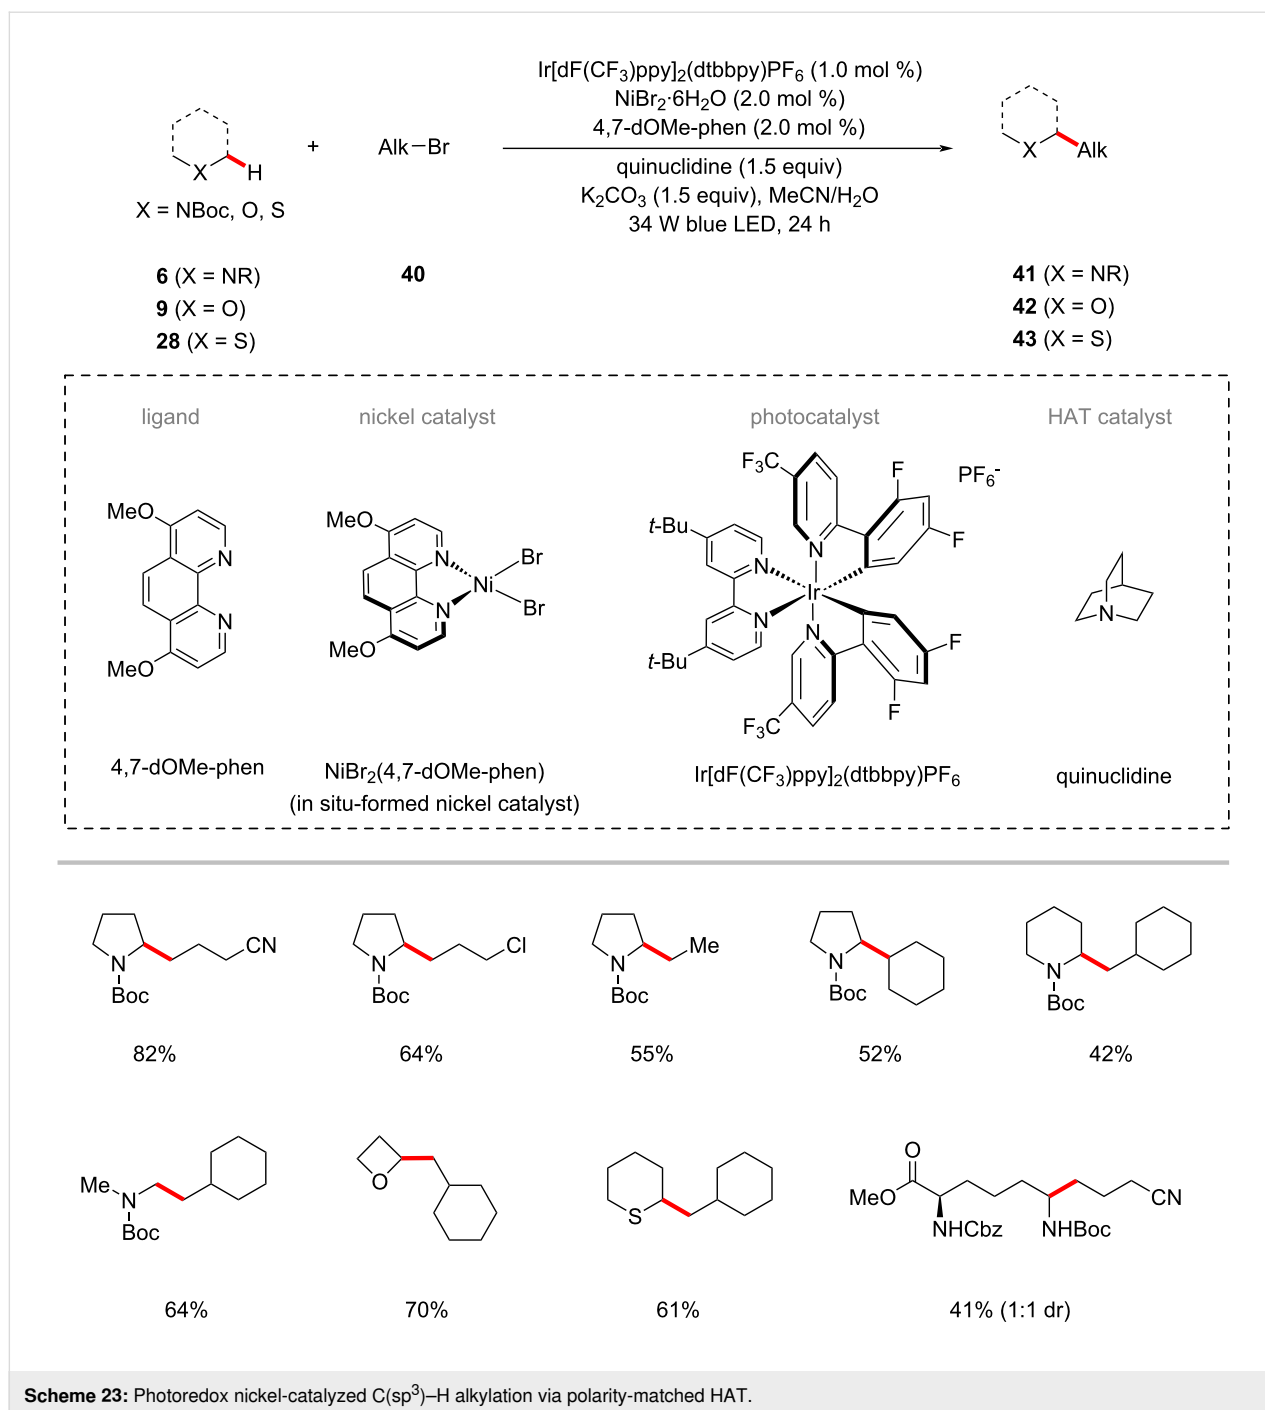 Ir[dF(CF3)ppy]2(dtbbpy)PF6 (1.0 mol %)
NiBr2·6H2O (2.0 mol %)
4,7-dOMe-phen (2.0 mol %)
X H + Alk–Br
quinuclidine (1.5 equiv)
K2CO3 (1.5 equiv), MeCN/H2O
34 W blue LED, 24 h
X Alk
X = NBoc, O, S
6 (X = NR) 40 41 (X = NR)
9 (X = O) 42 (X = O)
28 (X = S) 43 (X = S)
ligand nickel catalyst photocatalyst HAT catalyst
MeO N N MeO
MeO N N Ni Br Br MeO
F3C F F PF6-
t-Bu N N N Ir N t-Bu
F F F3C
N
4,7-dOMe-phen
NiBr2(4,7-dOMe-phen)
(in situ-formed nickel catalyst)
Ir[dF(CF3)ppy]2(dtbbpy)PF6
quinuclidine
N Boc CN
N Boc Cl
N Boc Me
N Boc
N Boc
82% 64% 55% 52% 42%
Me N Boc
O
S
MeO O NHCbz NHBoc CN
64% 70% 61% 41% (1:1 dr)
Scheme 23: Photoredox nickel-catalyzed C(sp3)–H alkylation via polarity-matched HAT.